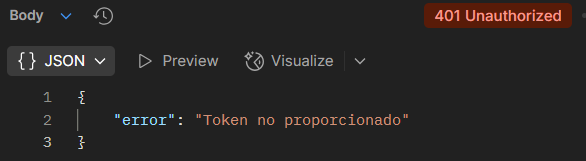 Body 401 Unauthorized
{} JSON Preview Visualize
1 {
2 "error": "Token no proporcionado"
3 }